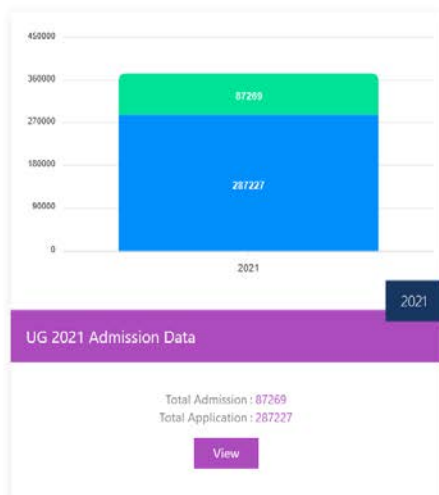 450000
360000
87269
270000
180000
287227
90000
0
2021
2021
UG 2021 Admission Data
Total Admission : 87269
Total Application : 287227
View